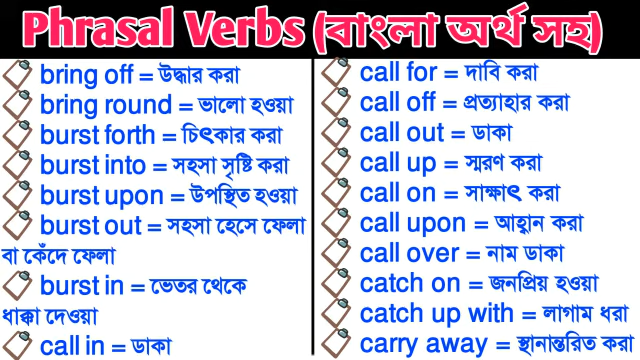 Phrasal Verbs (বাংলা অর্থ সহ)
bring off = উদ্ধার করা
bring round = ভালো হওয়া
burst forth = চিৎকার করা
burst into = সহসা সৃষ্টি করা
burst upon = উপস্থিত হওয়া
burst out = সহসা হেসে ফেলা
বা কেঁদে ফেলা
burst in = ভেতর থেকে
ধাক্কা দেওয়া
call in = ডাকা
call for = দাবি করা
call off = প্রত্যাহার করা
call out = ডাকা
call up = স্মরণ করা
call on = সাক্ষাৎ করা
call upon = আহ্বান করা
call over = নাম ডাকা
catch on = জনপ্রিয় হওয়া
catch up with = লাগাম ধরা
carry away = স্থানান্তরিত করা